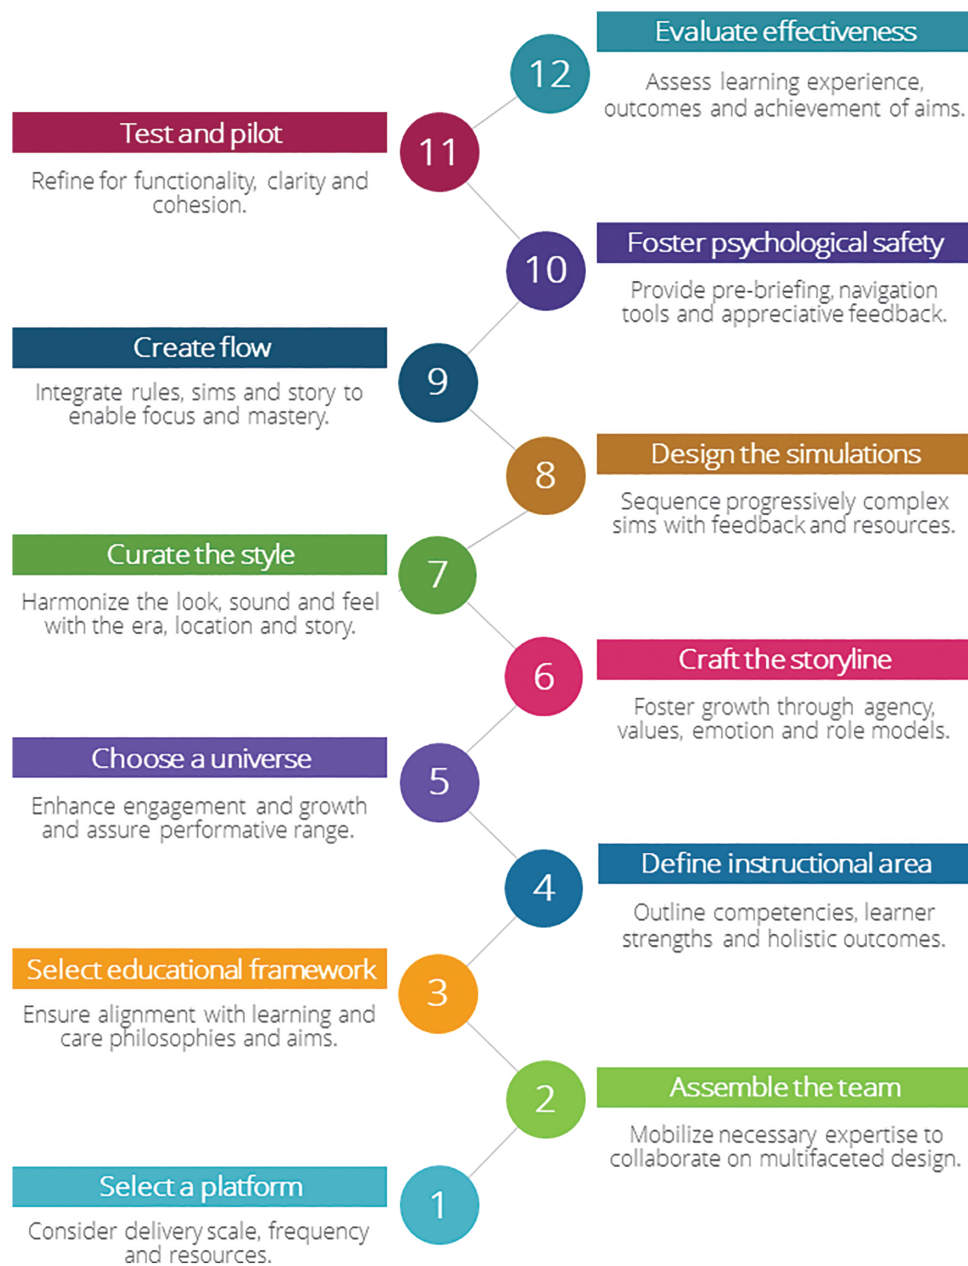 12
Evaluate effectiveness
Assess learning experience,
outcomes and achievement of aims.
11
Test and pilot
Refine for functionality, clarity and
cohesion.
10
Foster psychological safety
Provide pre-briefing, navigation
tools and appreciative feedback.
9
Create flow
Integrate rules, sims and story to
enable focus and mastery.
8
Design the simulations
Sequence progressively complex
sims with feedback and resources.
7
Curate the style
Harmonize the look, sound and feel
with the era, location and story.
6
Craft the storyline
Foster growth through agency,
values, emotion and role models.
5
Choose a universe
Enhance engagement and growth
and assure performative range.
4
Define instructional area
Outline competencies, learner
strengths and holistic outcomes.
3
Select educational framework
Ensure alignment with learning and
care philosophies and aims.
2
Assemble the team
Mobilize necessary expertise to
collaborate on multifaceted design.
1
Select a platform
Consider delivery scale, frequency
and resources.